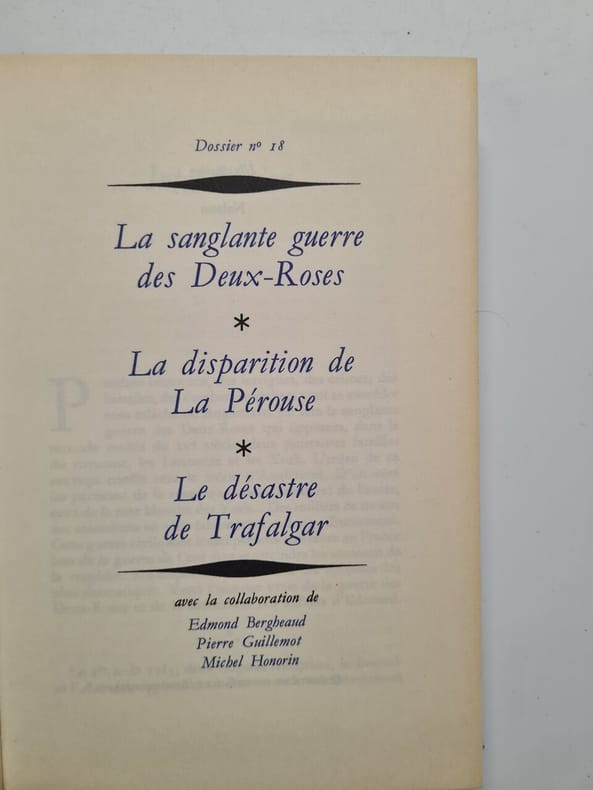 Dossier nº 18
La sanglante guerre
des Deux-Roses
*
La disparition de
La Pérouse
*
Le désastre
de Trafalgar
avec la collaboration de
Edmond Bergheaud
Pierre Guillemot
Michel Honorin